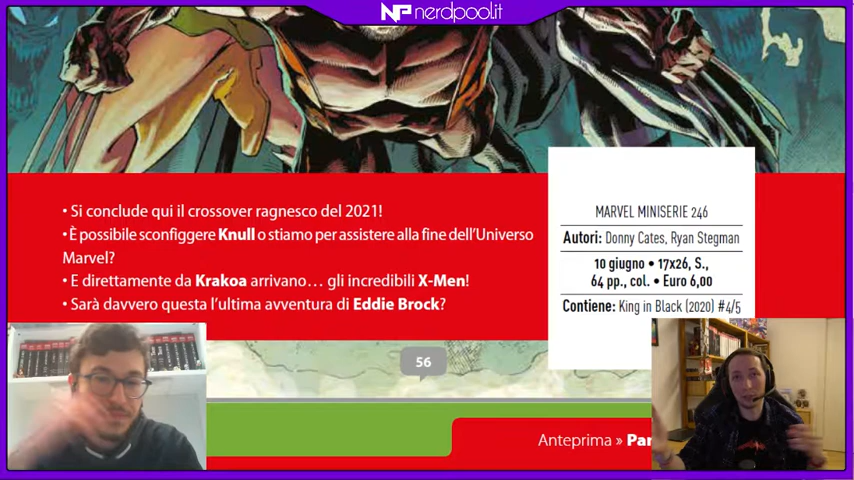 NP nerdpool.it
• Si conclude qui il crossover ragnesco del 2021!
• È possibile sconfiggere Knull o stiamo per assistere alla fine dell'Universo
Marvel?
• E direttamente da Krakoa arrivano… gli incredibili X-Men!
• Sarà davvero questa l'ultima avventura di Eddie Brock?
MARVEL MINISERIE 246
Autori: Donny Cates, Ryan Stegman
10 giugno • 17x26, S.,
64 pp., col. • Euro 6,00
Contiene: King in Black (2020) #4/5
56
Anteprima »